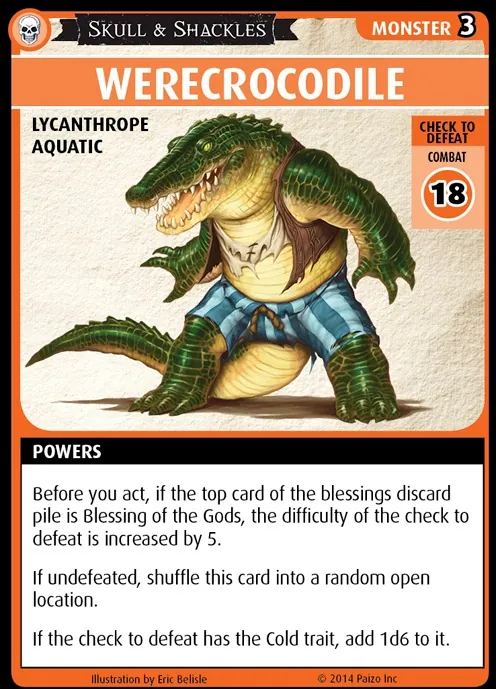 SKULL & SHACKLES
MONSTER 3
WERECROCODILE
LYCANTHROPE
AQUATIC
CHECK TO
DEFEAT
COMBAT
18
POWERS
Before you act, if the top card of the blessings discard
pile is Blessing of the Gods, the difficulty of the check to
defeat is increased by 5.
If undefeated, shuffle this card into a random open
location.
If the check to defeat has the Cold trait, add 1d6 to it.
Illustration by Eric Belisle
© 2014 Paizo Inc